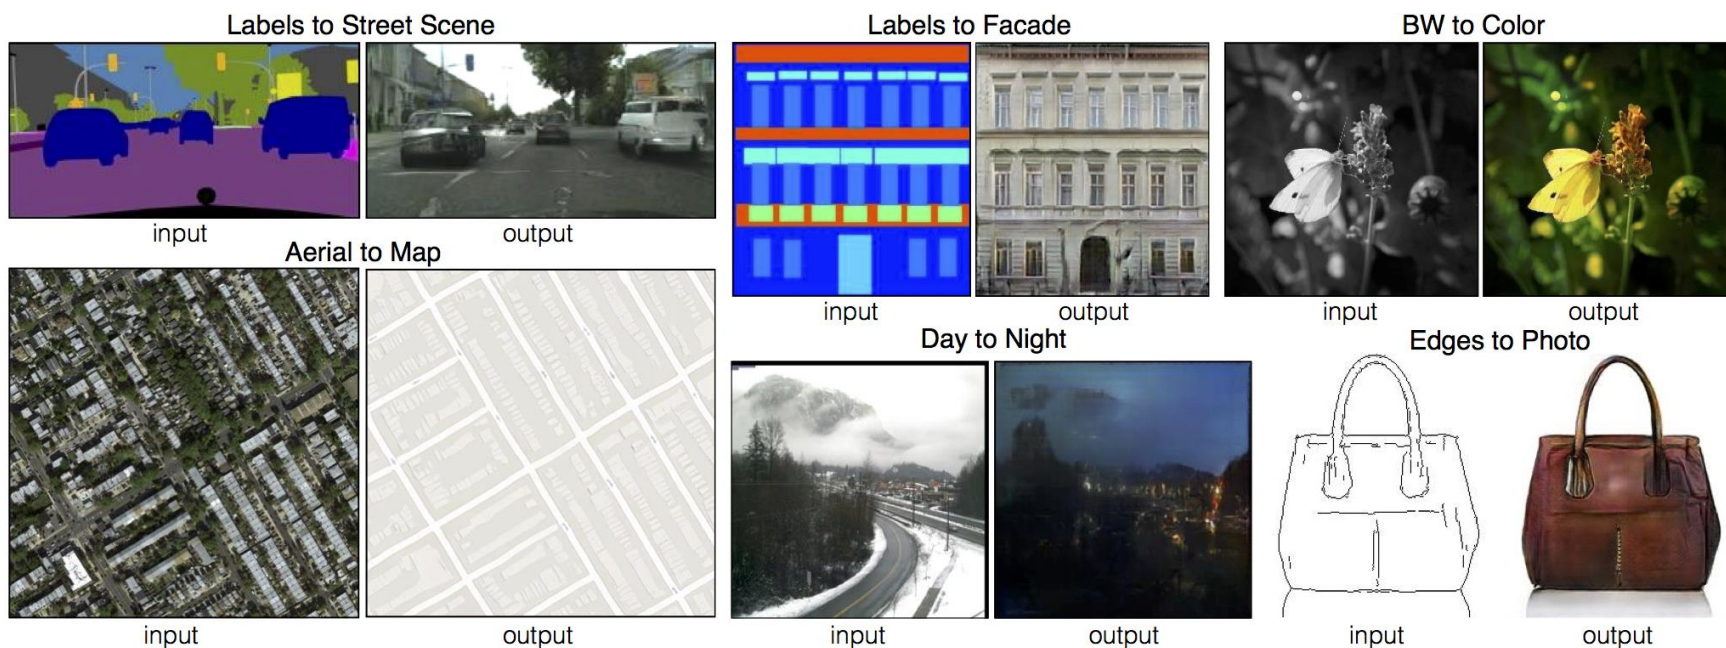 Labels to Street Scene
input
output
Aerial to Map
input
output
Labels to Facade
input
output
BW to Color
input
output
Day to Night
input
output
Edges to Photo
input
output